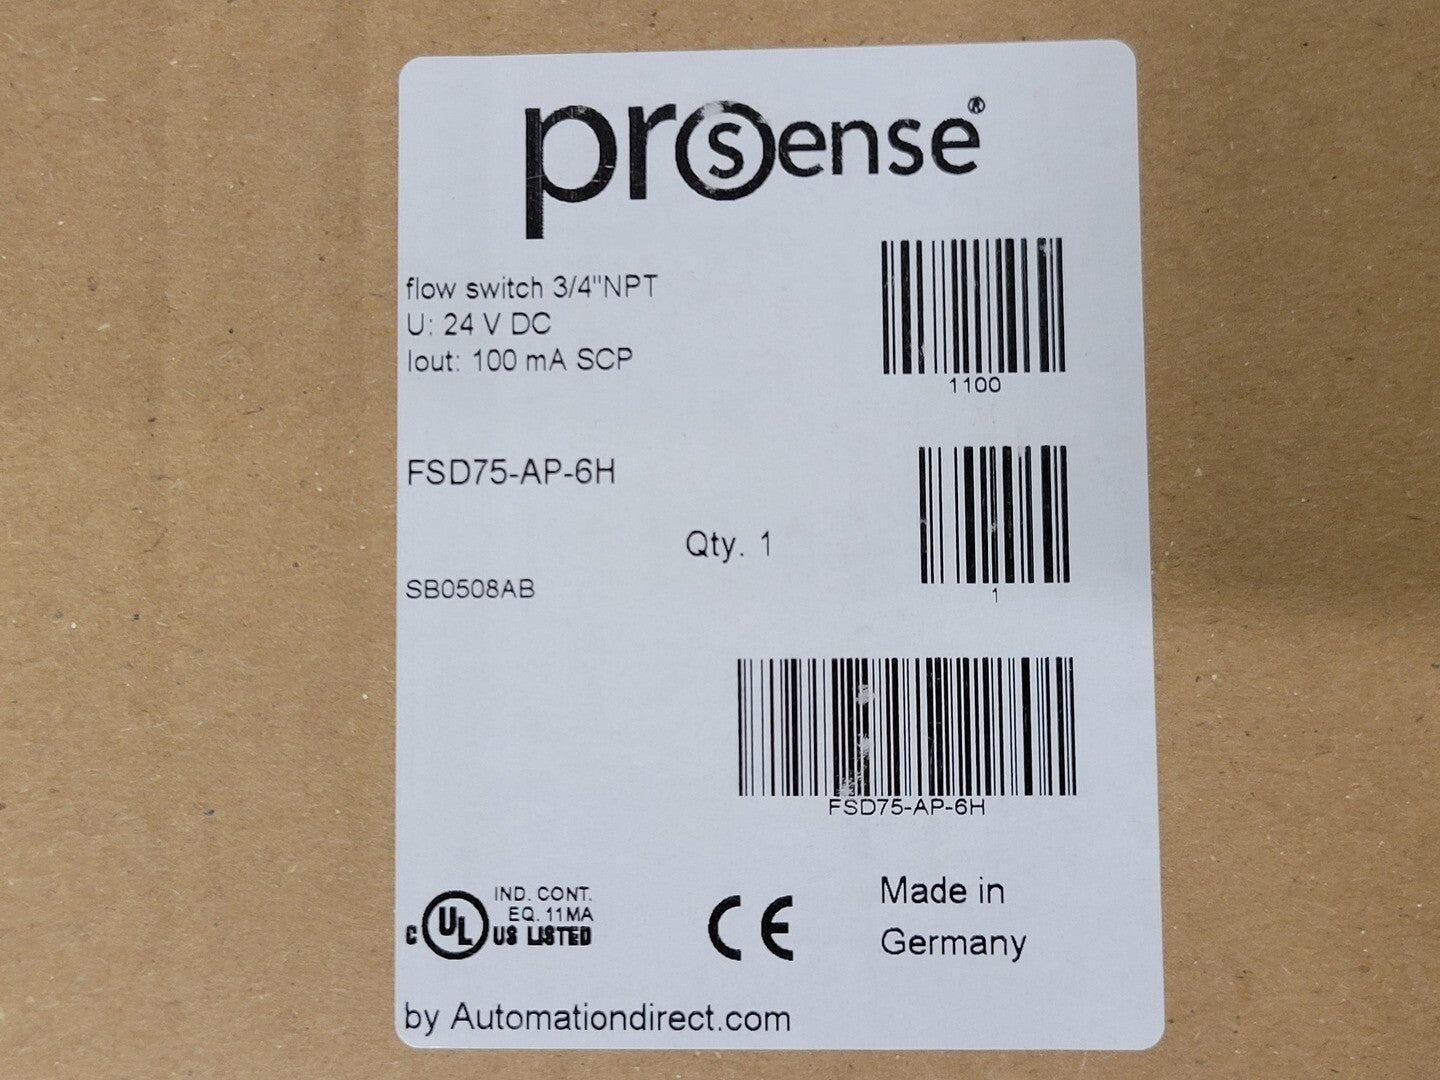 prosense®
flow switch 3/4"NPT
U: 24 V DC
Iout: 100 mA SCP
1100
FSD75-AP-6H
Qty. 1
1
SB0508AB
FSD75-AP-6H
IND. CONT.
EQ. 11MA
C UL US LISTED
CE
Made in
Germany
by Automationdirect.com